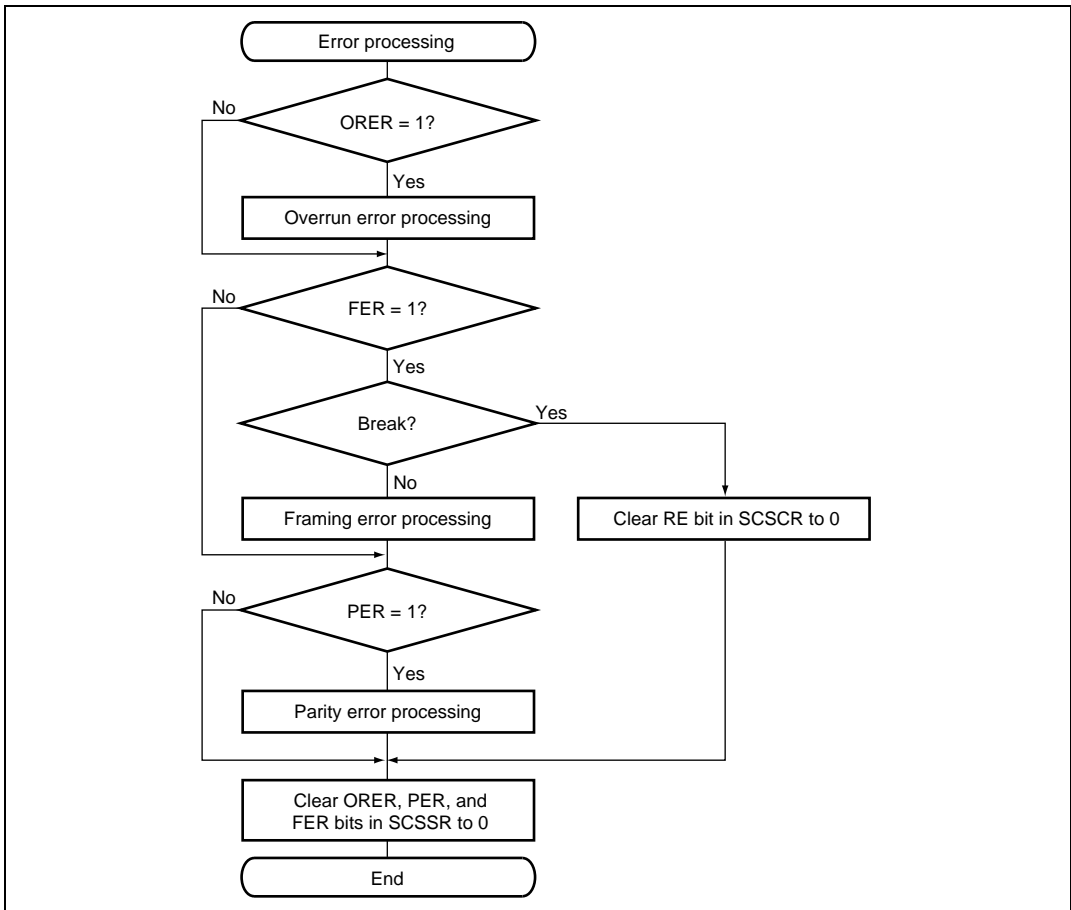 Error processing
No
ORER = 1?
Yes
Overrun error processing
No
FER = 1?
Yes
Break?
Yes
No
Framing error processing
Clear RE bit in SCSCR to 0
No
PER = 1?
Yes
Parity error processing
Clear ORER, PER, and
FER bits in SCSSR to 0
End